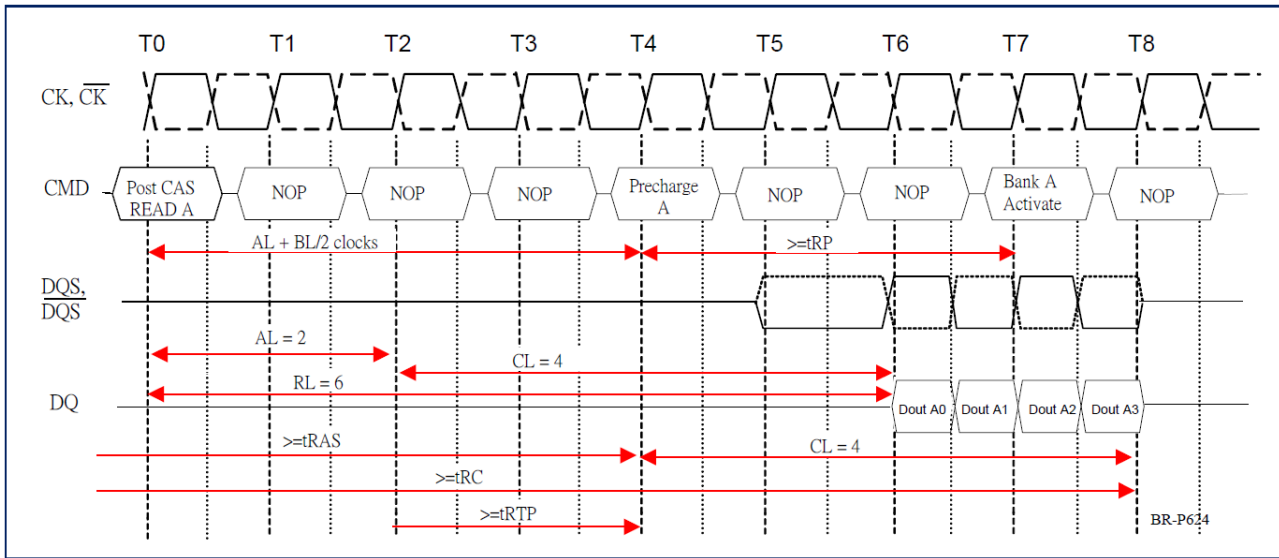 T0 T1 T2 T3 T4 T5 T6 T7 T8
CK, CK
CMD
Post CAS
READ A
NOP
NOP
NOP
Precharge
A
NOP
NOP
Bank A
Activate
NOP
AL + BL/2 clocks
>=tRP
DQS,
DQS
AL = 2
CL = 4
RL = 6
DQ
Dout A0
Dout A1
Dout A2
Dout A3
>=tRAS
CL = 4
>=tRC
>=tRTP
BR-P624